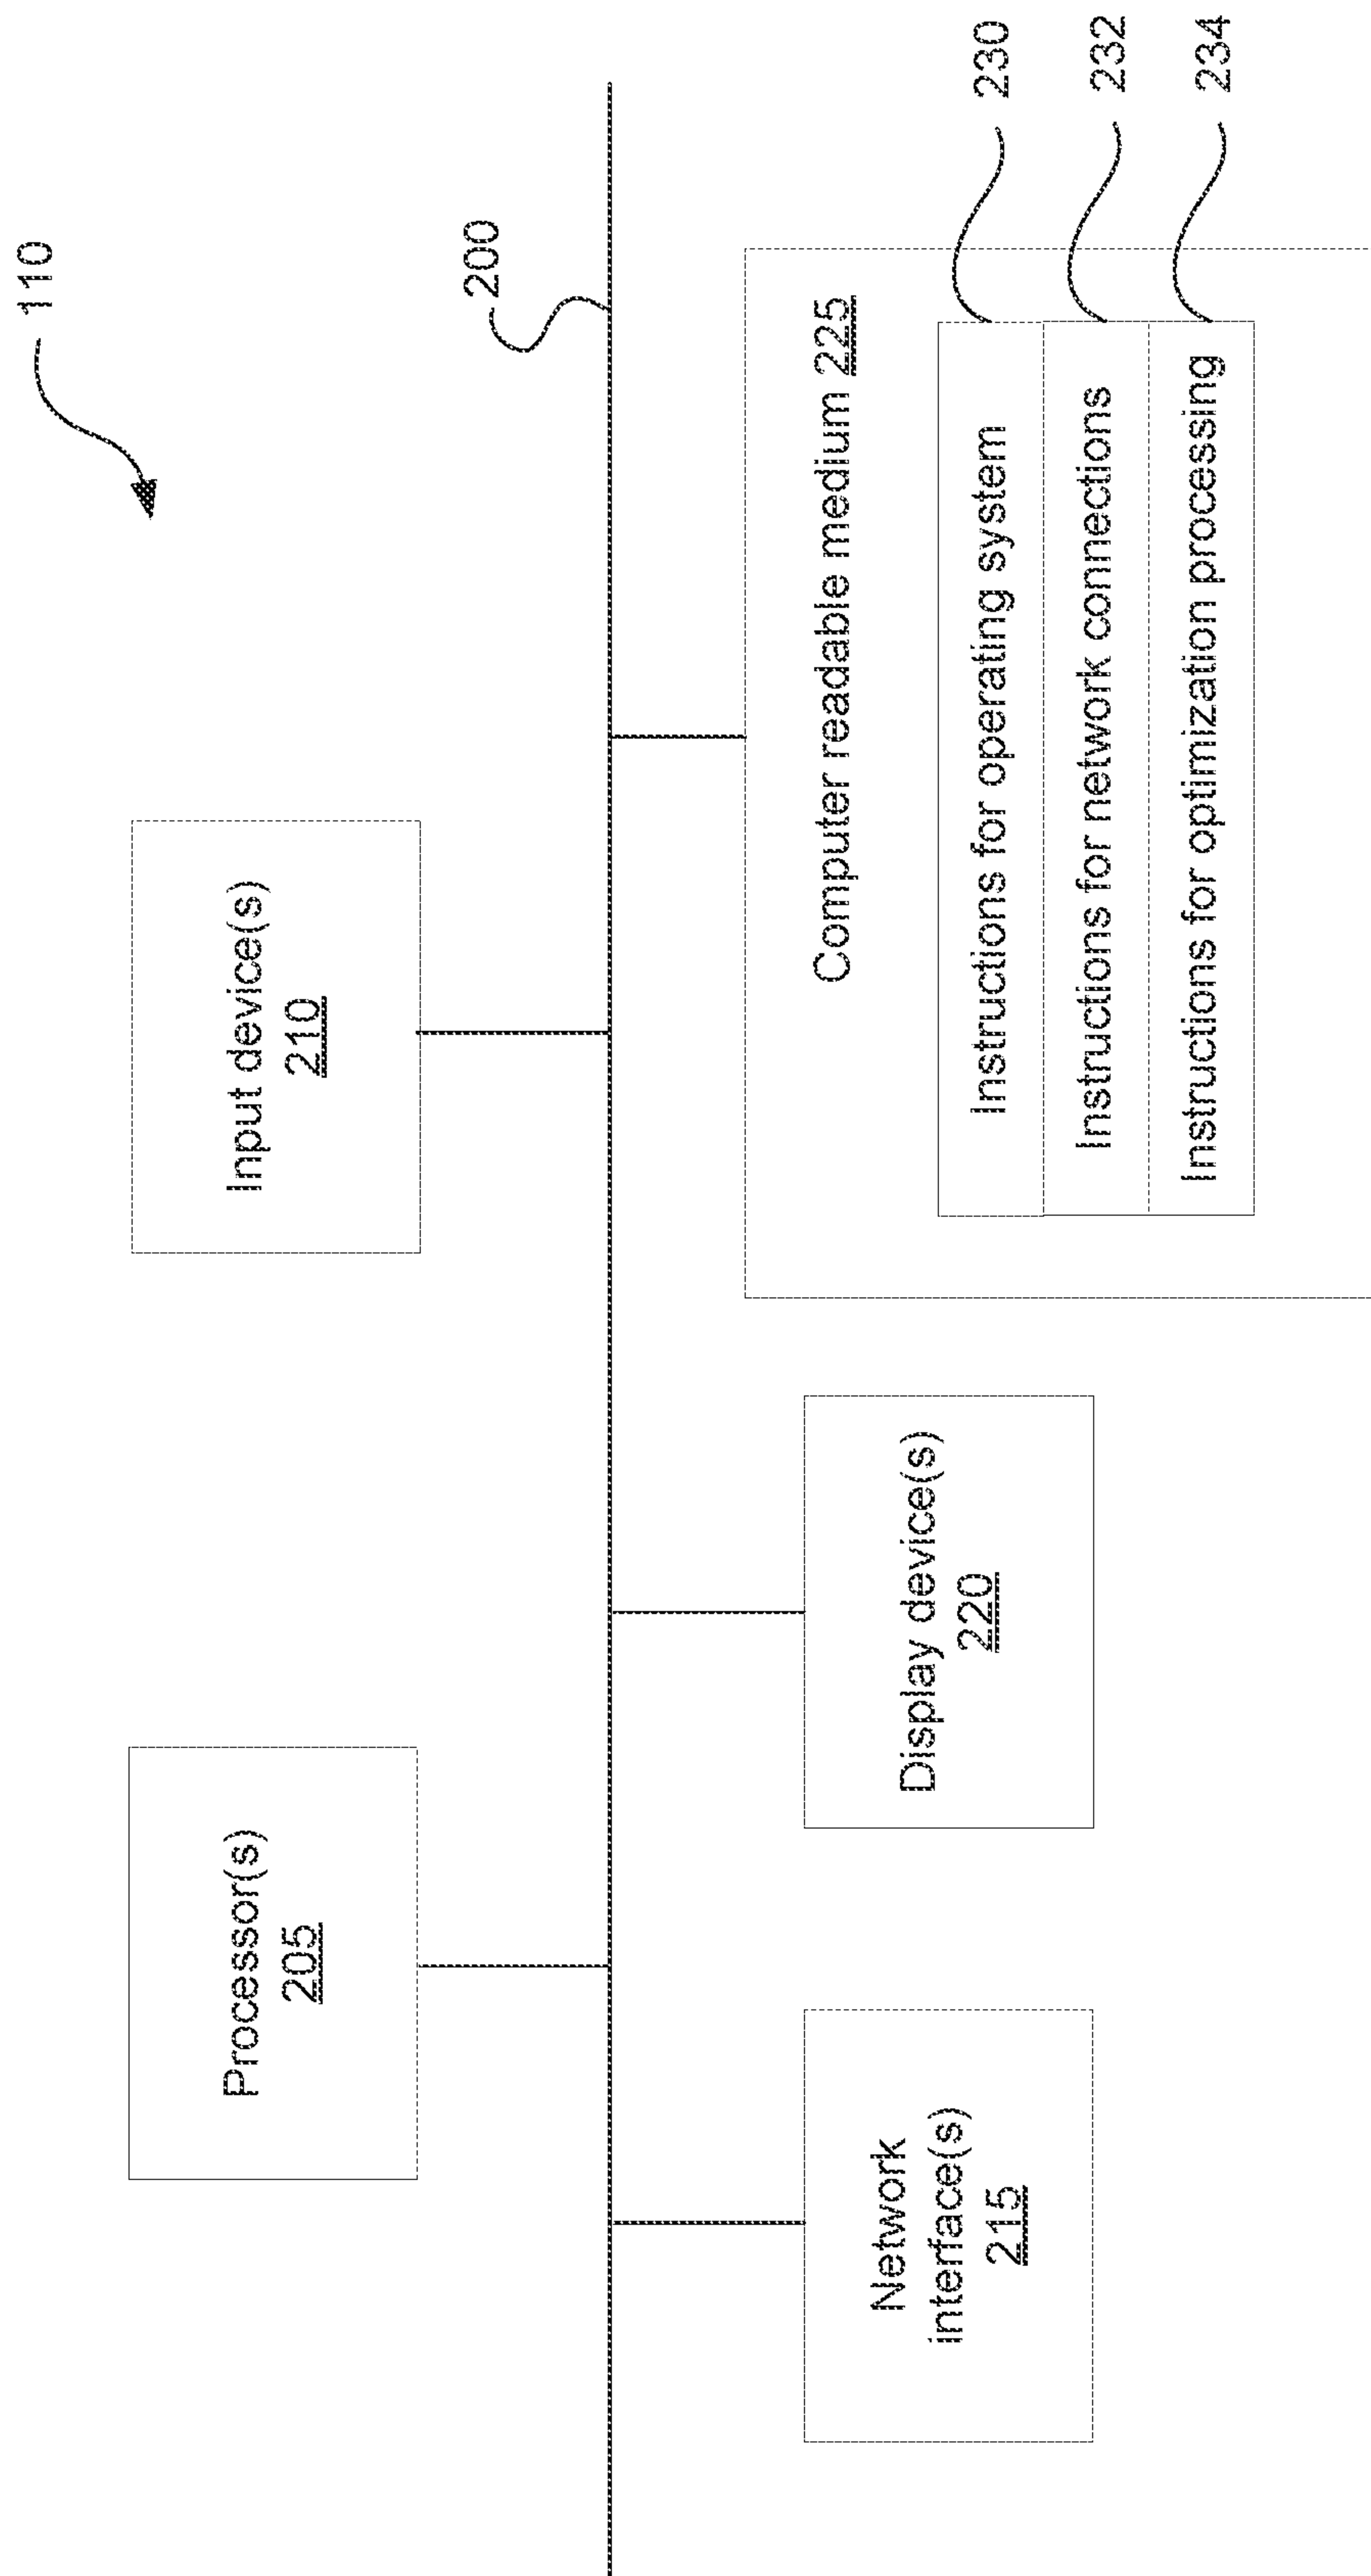 110
200
Processor(s)
205
Input device(s)
210
Network
interface(s)
215
Display device(s)
220
Computer readable medium 225
Instructions for operating system
230
Instructions for network connections
232
Instructions for optimization processing
234